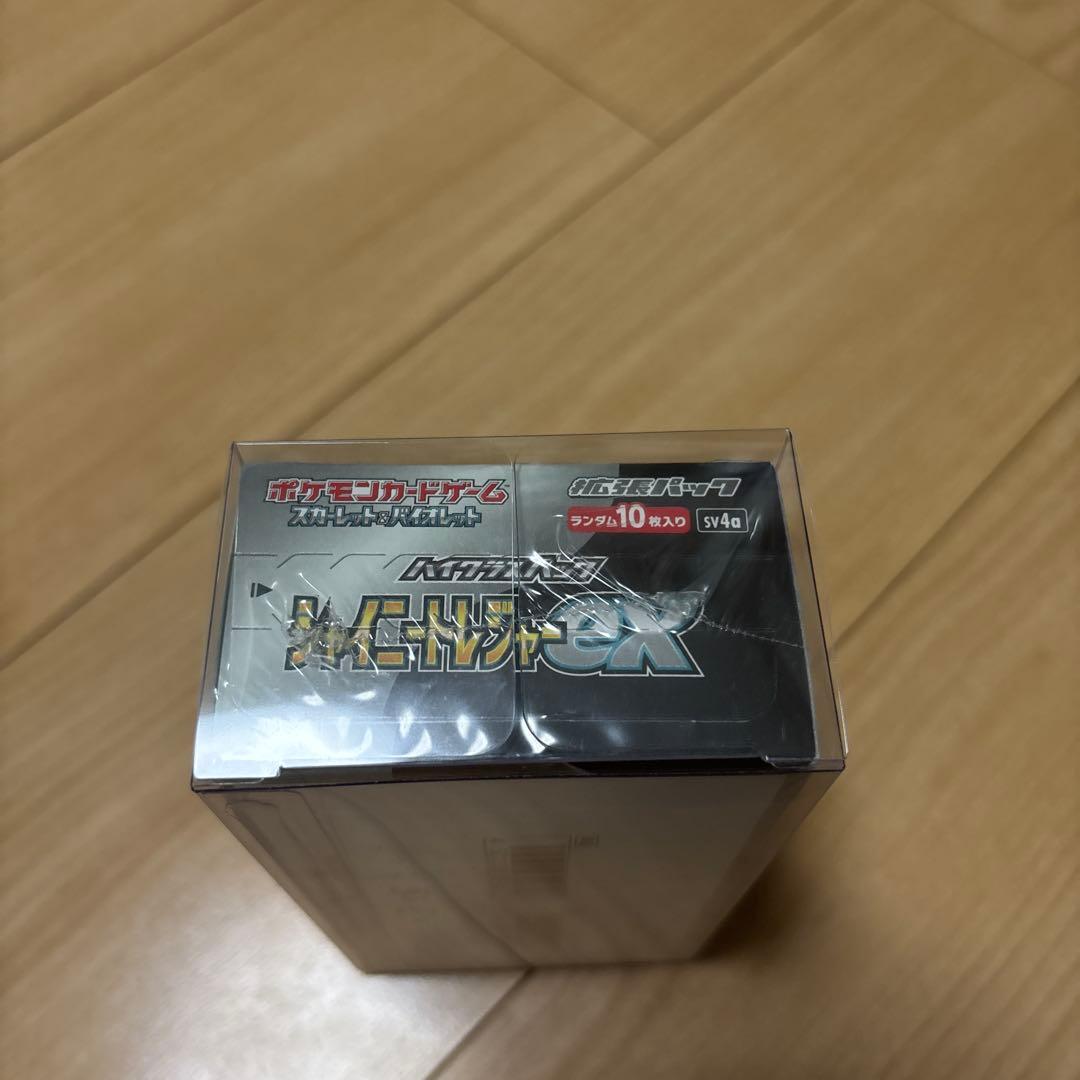 ポケモンカードゲーム
スカーレット&バイオレット
拡張パック
ランダム10枚入り SV4a
ハイクラスパック
シャイニートレジャーex